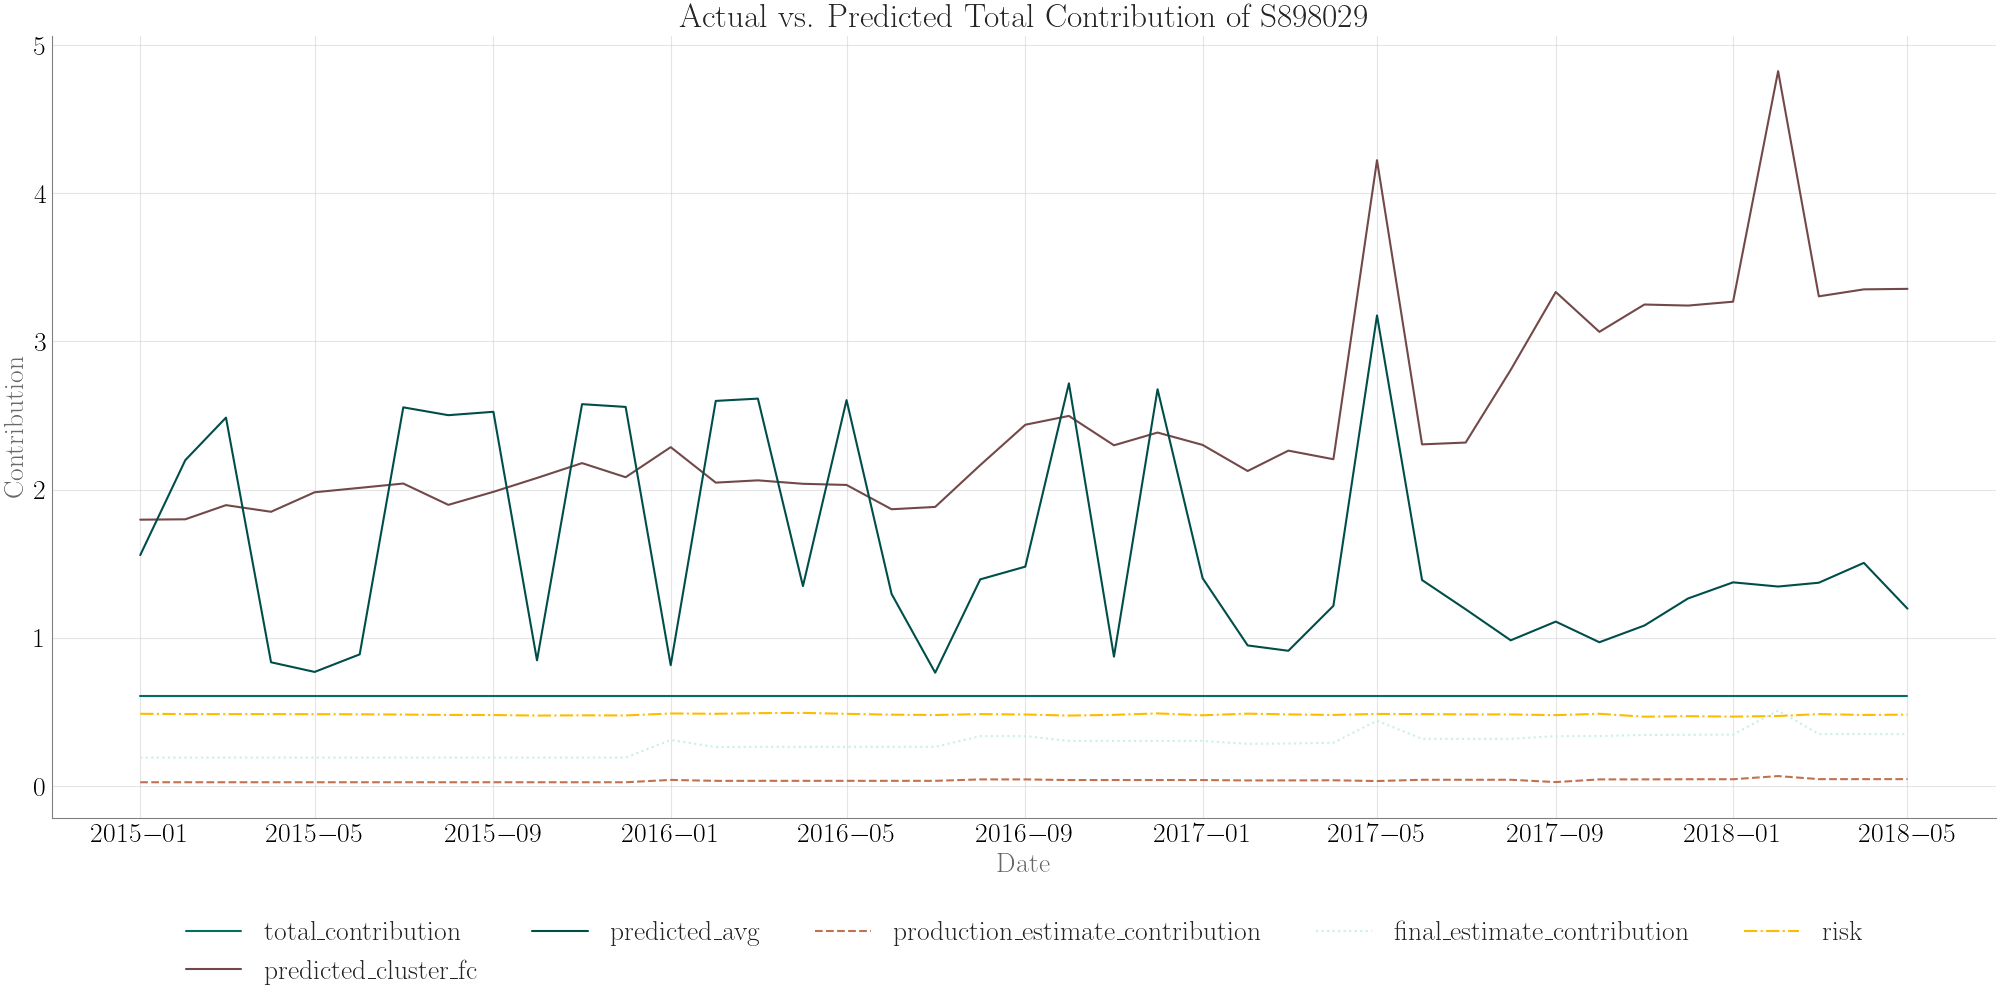 Actual vs. Predicted Total Contribution of S898029
5
4
3
2
1
0
Contribution
2015–01 2015–05 2015–09 2016–01 2016–05 2016–09 2017–01 2017–05 2017–09 2018–01 2018–05
Date
total_contribution predicted_avg production_estimate_contribution final_estimate_contribution risk
predicted_cluster_fc